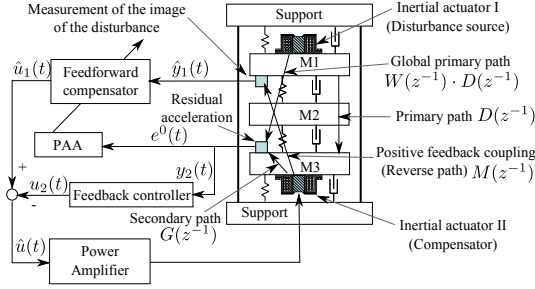 Measurement of the image
of the disturbance
Support
Inertial actuator I
(Disturbance source)
û₁(t)
Feedforward
compensator
ŷ₁(t)
M1
Global primary path
W(z⁻¹) · D(z⁻¹)
Residual
acceleration
M2
Primary path D(z⁻¹)
PAA
e⁰(t)
Positive feedback coupling
(Reverse path) M(z⁻¹)
+
y₂(t)
M3
u₂(t)
Feedback controller
-
Secondary path
G(z⁻¹)
Support
Inertial actuator II
(Compensator)
û(t)
Power
Amplifier